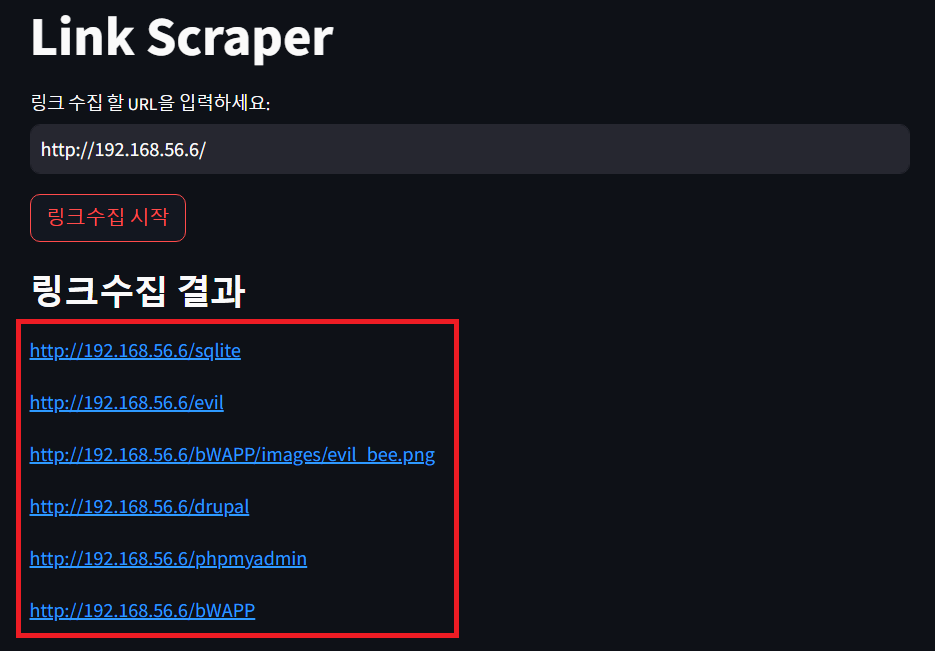 Link Scraper
링크 수집 할 URL을 입력하세요:
http://192.168.56.6/
링크수집 시작
링크수집 결과
http://192.168.56.6/sqlite
http://192.168.56.6/evil
http://192.168.56.6/bWAPP/images/evil_bee.png
http://192.168.56.6/drupal
http://192.168.56.6/phpmyadmin
http://192.168.56.6/bWAPP